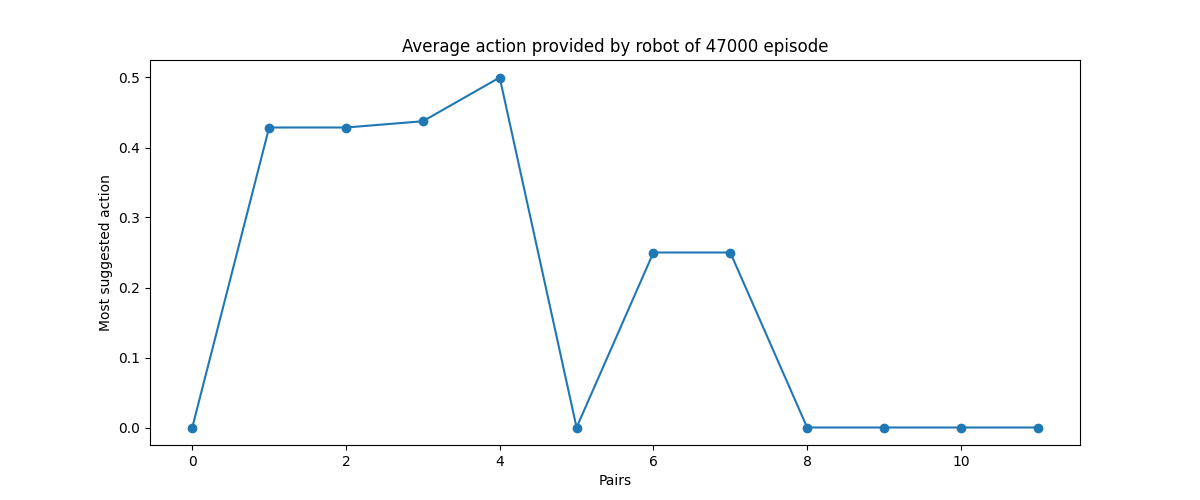 Average action provided by robot of 47000 episode
Most suggested action
0.5
0.4
0.3
0.2
0.1
0.0
0 2 4 6 8 10
Pairs